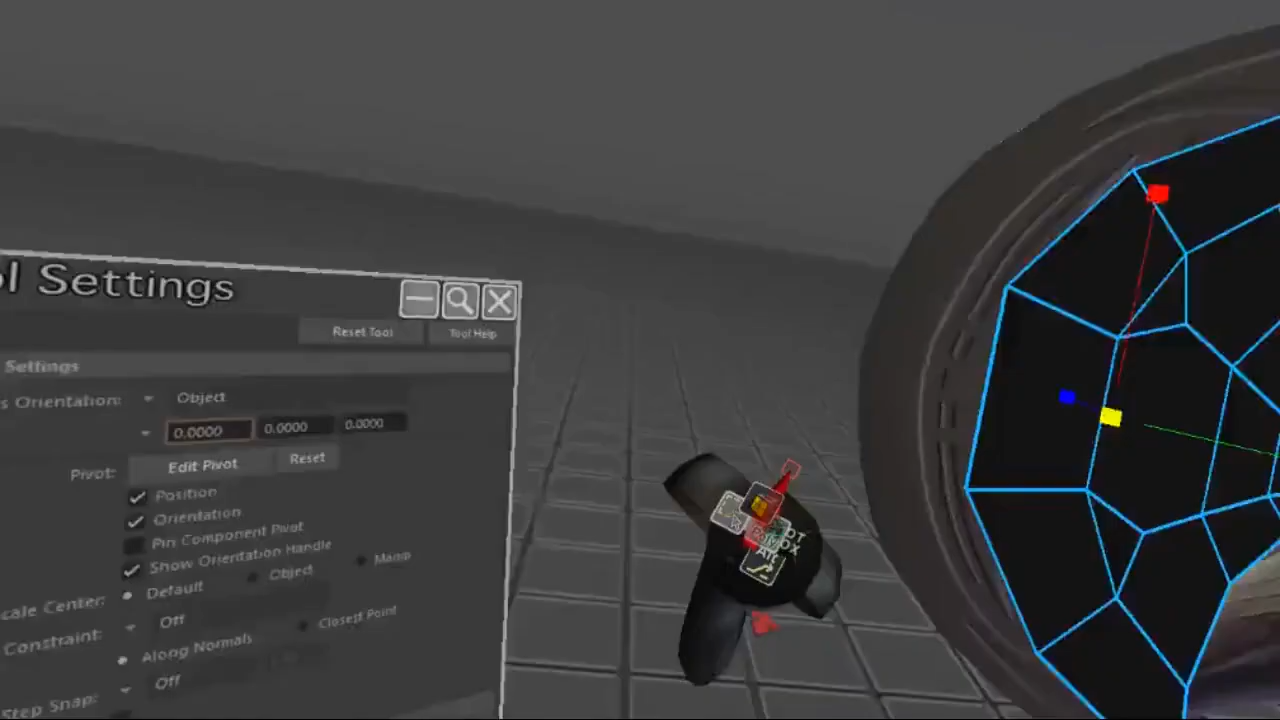 ol Settings
Reset Tool Tool Help
Settings
s Orientation: Object
0.0000 0.0000 0.0000
Pivot: Edit Pivot Reset
Position
Orientation
Pin Component Pivot
Show Orientation Handle
cale Center: Default Object Manip
Constraint: Off
Along Normals Closest Point
Step Snap: Off